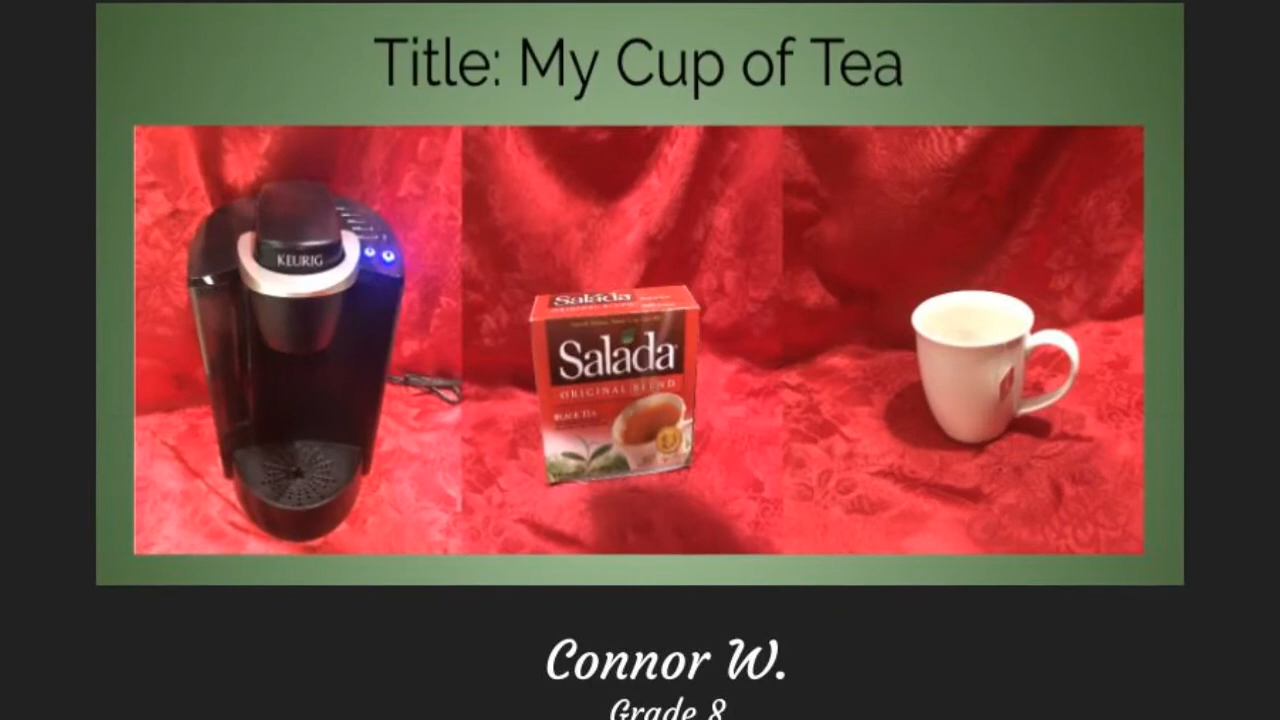 Title: My Cup of Tea
KEURIG
Salada
Salada
ORIGINAL BLEND
BLACK TEA
Connor W.
Grade 8